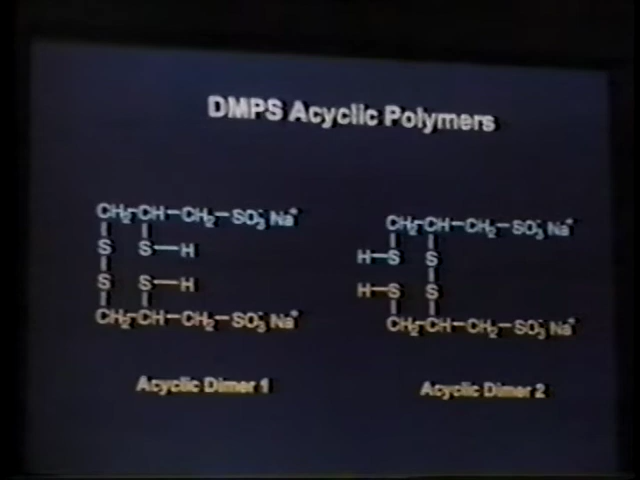 DMPS Acyclic Polymers
CH₂–CH–CH₂–SO₃⁻ Na⁺
S S–H
S S–H
CH₂–CH–CH₂–SO₃⁻ Na⁺
Acyclic Dimer 1
CH₂–CH–CH₂–SO₃⁻ Na⁺
H–S S
H–S S
CH₂–CH–CH₂–SO₃⁻ Na⁺
Acyclic Dimer 2